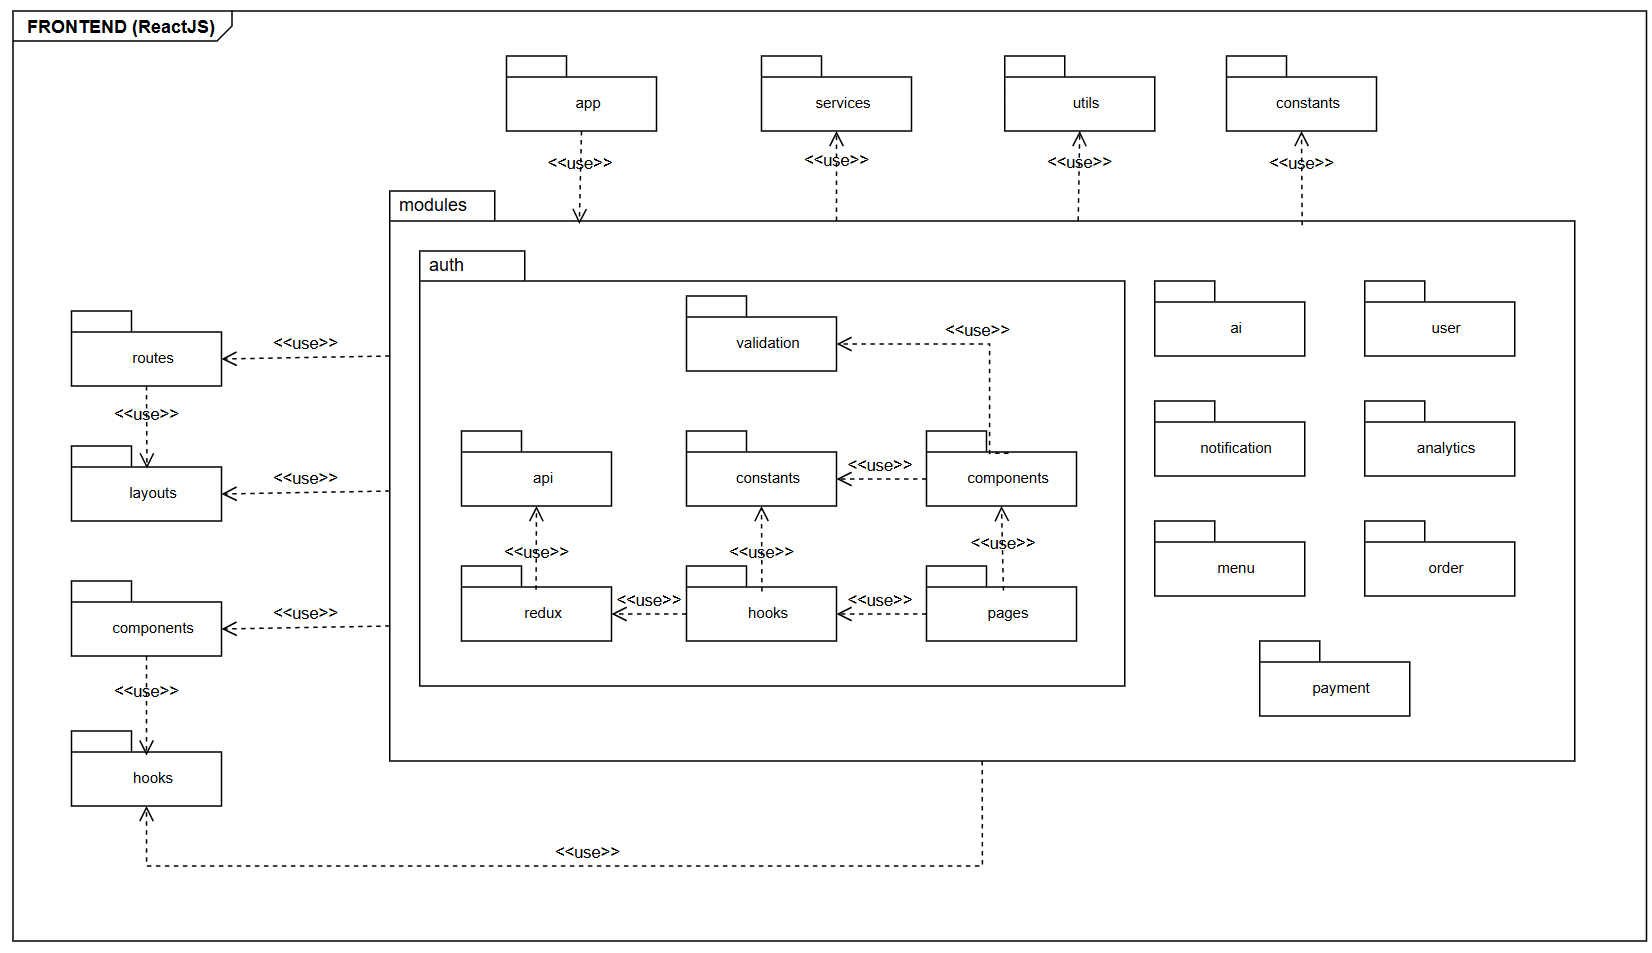 FRONTEND (ReactJS)
app
services
utils
constants
<<use>>
<<use>>
<<use>>
<<use>>
modules
auth
validation
<<use>>
ai
user
routes
<<use>>
<<use>>
layouts
<<use>>
api
constants
<<use>>
components
notification
analytics
<<use>>
<<use>>
<<use>>
menu
order
components
<<use>>
redux
<<use>>
hooks
<<use>>
pages
<<use>>
payment
hooks
<<use>>